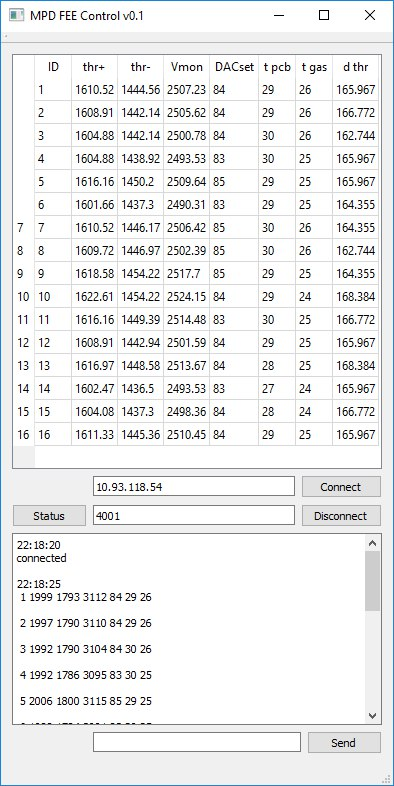 MPD FEE Control v0.1
ID thr+ thr- Vmon DACset t pcb t gas d thr
1 1610.52 1444.56 2507.23 84 29 26 165.967
2 1608.91 1442.14 2505.62 84 29 26 166.772
3 1604.88 1442.14 2500.78 84 30 26 162.744
4 1604.88 1438.92 2493.53 83 30 25 165.967
5 1616.16 1450.2 2509.64 85 29 25 165.967
6 1601.66 1437.3 2490.31 83 29 25 164.355
7 7 1610.52 1446.17 2506.42 85 30 26 164.355
8 8 1609.72 1446.97 2502.39 85 30 26 162.744
9 9 1618.58 1454.22 2517.7 85 29 25 164.355
10 10 1622.61 1454.22 2524.15 84 29 24 168.384
11 11 1616.16 1449.39 2514.48 83 30 25 166.772
12 12 1608.91 1442.94 2501.59 84 29 25 165.967
13 13 1616.97 1448.58 2513.67 84 28 25 168.384
14 14 1602.47 1436.5 2493.53 83 27 24 165.967
15 15 1604.08 1437.3 2498.36 84 28 24 166.772
16 16 1611.33 1445.36 2510.45 84 29 25 165.967
10.93.118.54 Connect
Status 4001 Disconnect
22:18:20
connected
22:18:25
1 1999 1793 3112 84 29 26
2 1997 1790 3110 84 29 26
3 1992 1790 3104 84 30 26
4 1992 1786 3095 83 30 25
5 2006 1800 3115 85 29 25
Send